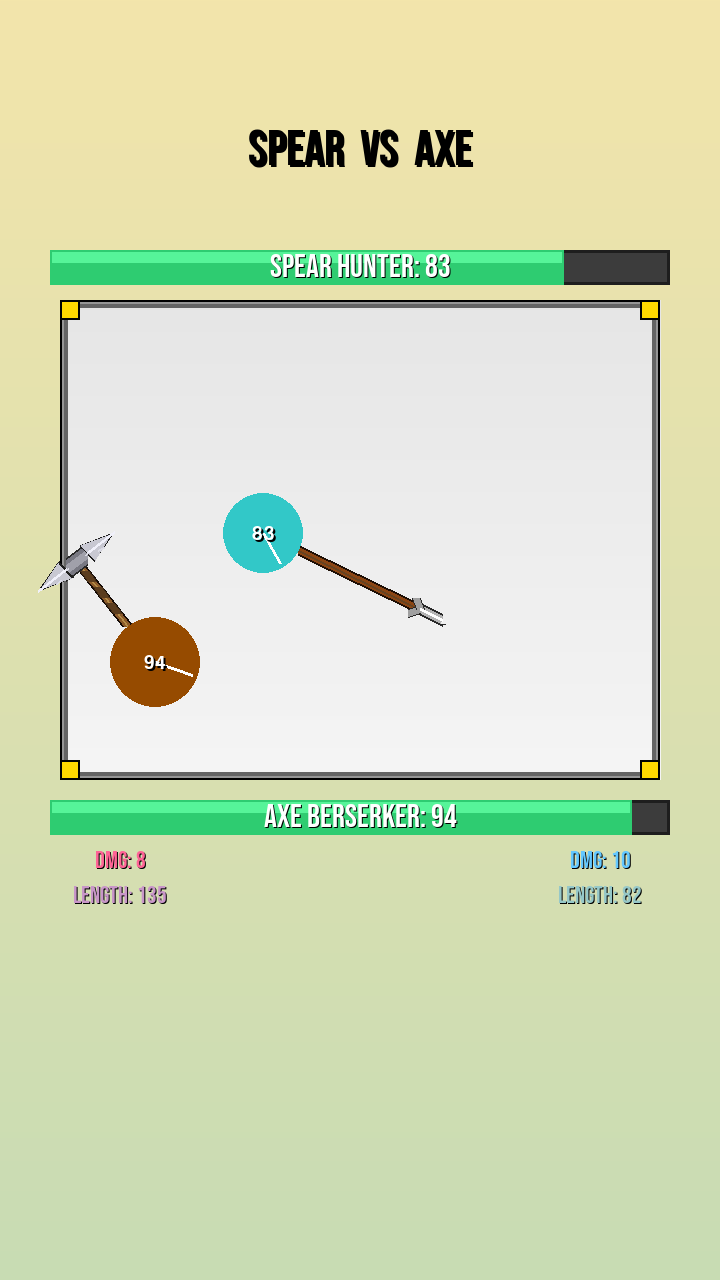 SPEAR VS AXE
SPEAR HUNTER: 83
83
94
AXE BERSERKER: 94
DMG: 8
DMG: 10
LENGTH: 135
LENGTH: 82